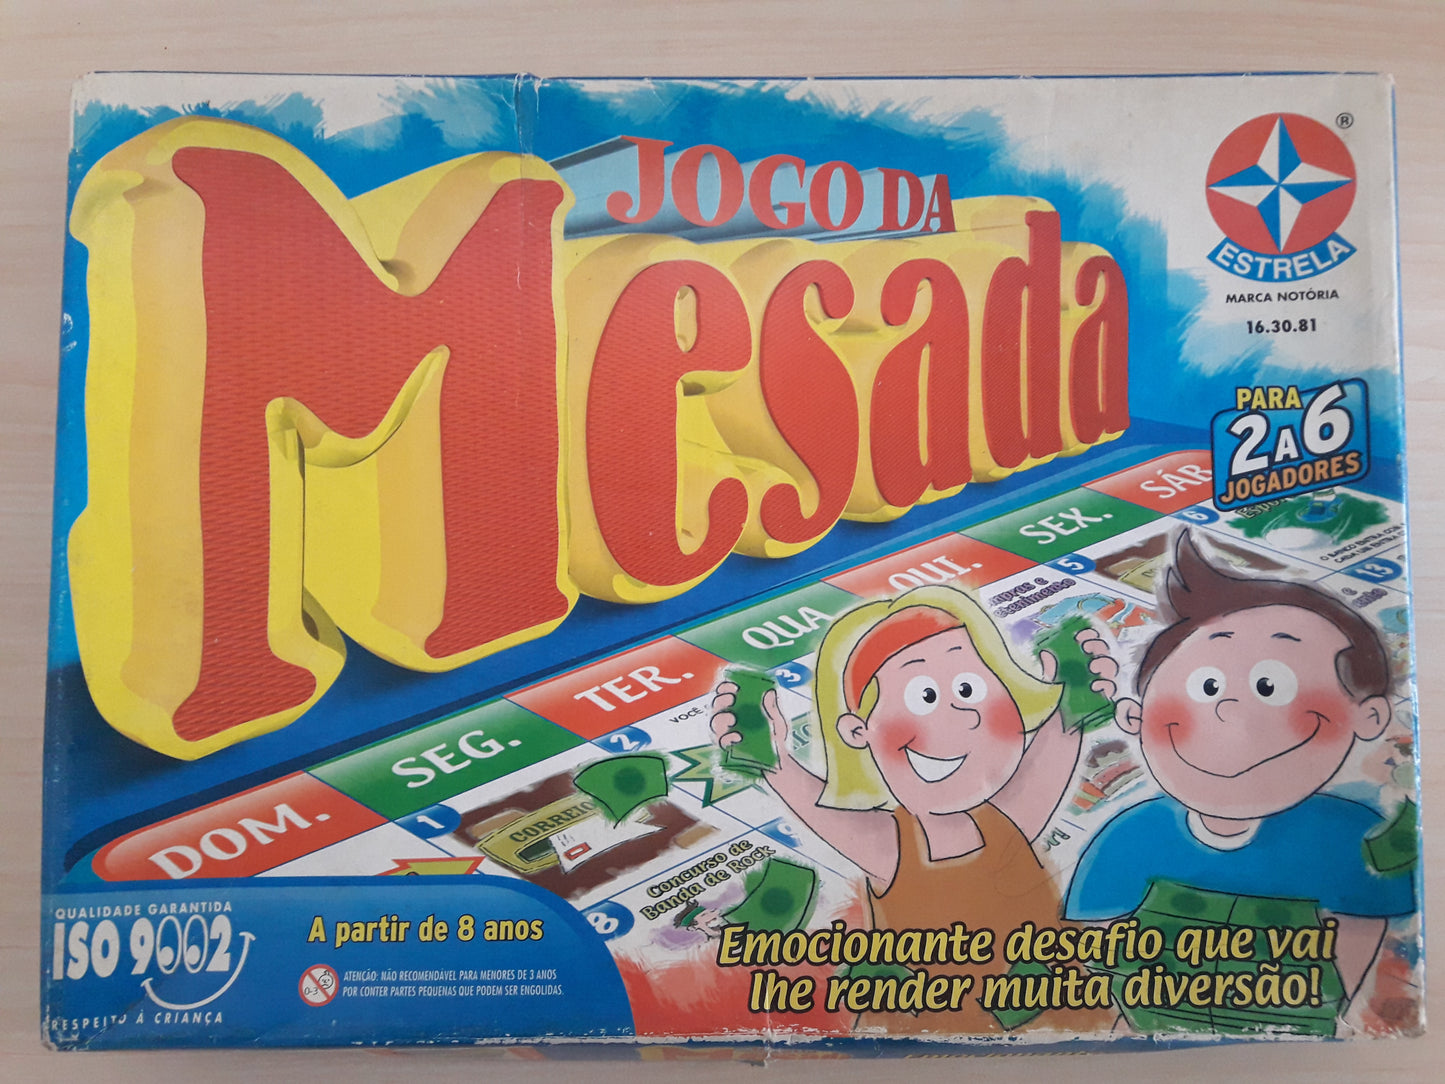 JOGO DA
Mesada
®
ESTRELA
MARCA NOTÓRIA
16.30.81
PARA
2 A 6
JOGADORES
DOM.
SEG.
TER.
QUA
QUI.
SEX.
SÁB
1
2
3
5
6
8
9
13
CORREIO
Concurso de
Banda de Rock
VOCÊ
QUALIDADE GARANTIDA
ISO 9002
RESPEITO À CRIANÇA
A partir de 8 anos
0-3
ATENÇÃO: NÃO RECOMENDÁVEL PARA MENORES DE 3 ANOS
POR CONTER PARTES PEQUENAS QUE PODEM SER ENGOLIDAS.
Emocionante desafio que vai
lhe render muita diversão!